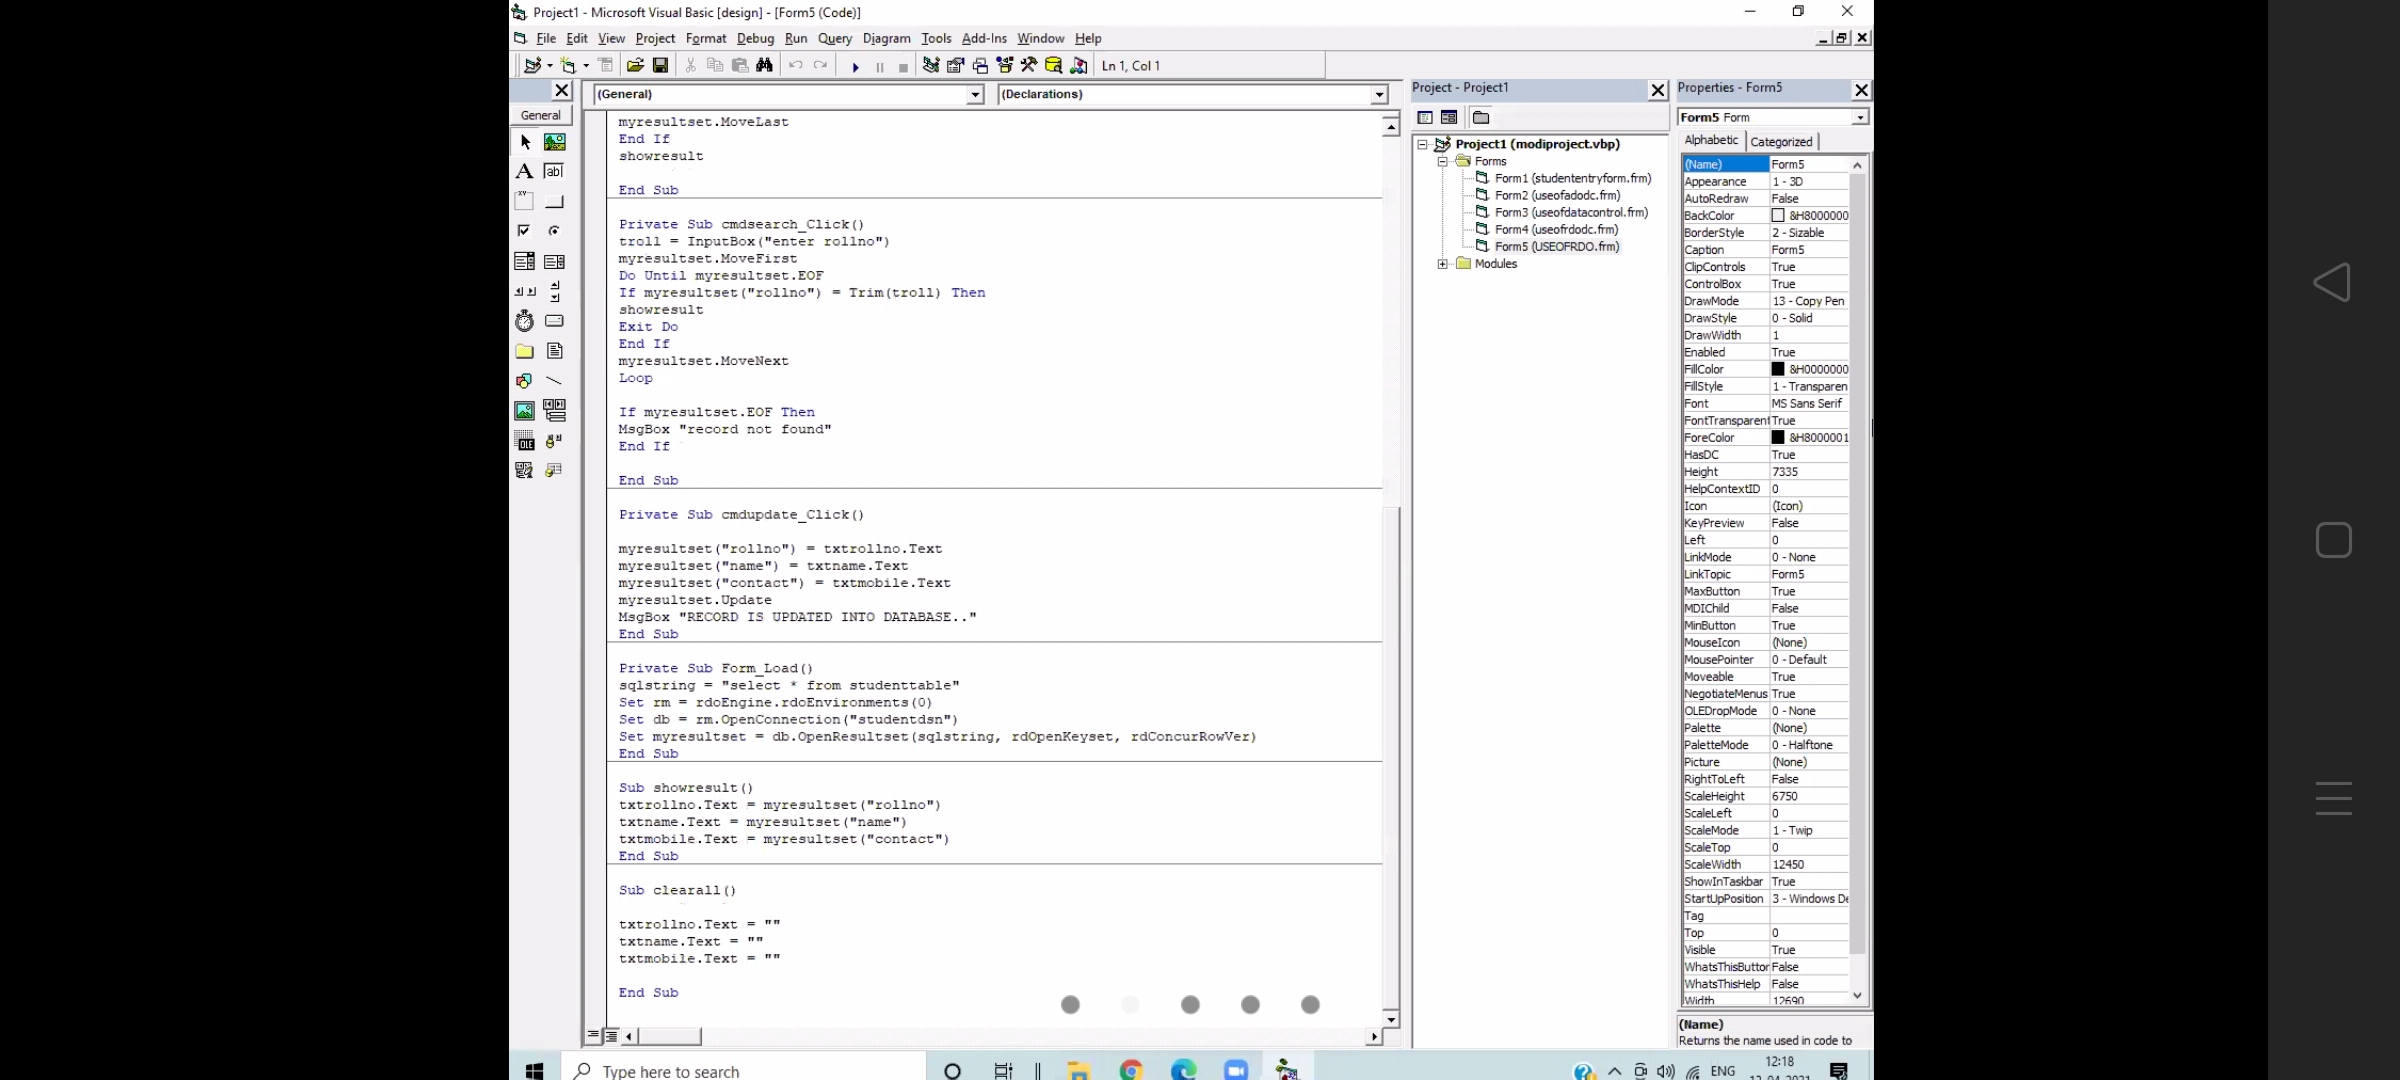 Project1 - Microsoft Visual Basic [design] - [Form5 (Code)]
File Edit View Project Format Debug Run Query Diagram Tools Add-Ins Window Help
Ln 1, Col 1
General
(General)
(Declarations)
myresultset.MoveLast
End If
showresult
End Sub
Private Sub cmdsearch_Click()
troll = InputBox("enter rollno")
myresultset.MoveFirst
Do Until myresultset.EOF
If myresultset("rollno") = Trim(troll) Then
showresult
Exit Do
End If
myresultset.MoveNext
Loop
If myresultset.EOF Then
MsgBox "record not found"
End If
End Sub
Private Sub cmdupdate_Click()
myresultset("rollno") = txtrollno.Text
myresultset("name") = txtname.Text
myresultset("contact") = txtmobile.Text
myresultset.Update
MsgBox "RECORD IS UPDATED INTO DATABASE.."
End Sub
Private Sub Form_Load()
sqlstring = "select * from studenttable"
Set rm = rdoEngine.rdoEnvironments(0)
Set db = rm.OpenConnection("studentdsn")
Set myresultset = db.OpenResultset(sqlstring, rdOpenKeyset, rdConcurRowVer)
End Sub
Sub showresult()
txtrollno.Text = myresultset("rollno")
txtname.Text = myresultset("name")
txtmobile.Text = myresultset("contact")
End Sub
Sub clearall()
txtrollno.Text = ""
txtname.Text = ""
txtmobile.Text = ""
End Sub
Project - Project1
Project1 (modiproject.vbp)
Forms
Form1 (studententryform.frm)
Form2 (useofadodc.frm)
Form3 (useofdatacontrol.frm)
Form4 (useofrdodc.frm)
Form5 (USEOFRDO.frm)
Modules
Properties - Form5
Form5 Form
Alphabetic Categorized
(Name) Form5
Appearance 1 - 3D
AutoRedraw False
BackColor &H8000000
BorderStyle 2 - Sizable
Caption Form5
ClipControls True
ControlBox True
DrawMode 13 - Copy Pen
DrawStyle 0 - Solid
DrawWidth 1
Enabled True
FillColor &H0000000
FillStyle 1 - Transparen
Font MS Sans Serif
FontTransparent True
ForeColor &H8000001
HasDC True
Height 7335
HelpContextID 0
Icon (Icon)
KeyPreview False
Left 0
LinkMode 0 - None
LinkTopic Form5
MaxButton True
MDIChild False
MinButton True
MouseIcon (None)
MousePointer 0 - Default
Moveable True
NegotiateMenus True
OLEDropMode 0 - None
Palette (None)
PaletteMode 0 - Halftone
Picture (None)
RightToLeft False
ScaleHeight 6750
ScaleLeft 0
ScaleMode 1 - Twip
ScaleTop 0
ScaleWidth 12450
ShowInTaskbar True
StartUpPosition 3 - Windows De
Tag
Top 0
Visible True
WhatsThisButtor False
WhatsThisHelp False
Width 12690
(Name)
Returns the name used in code to
Type here to search
ENG
12:18